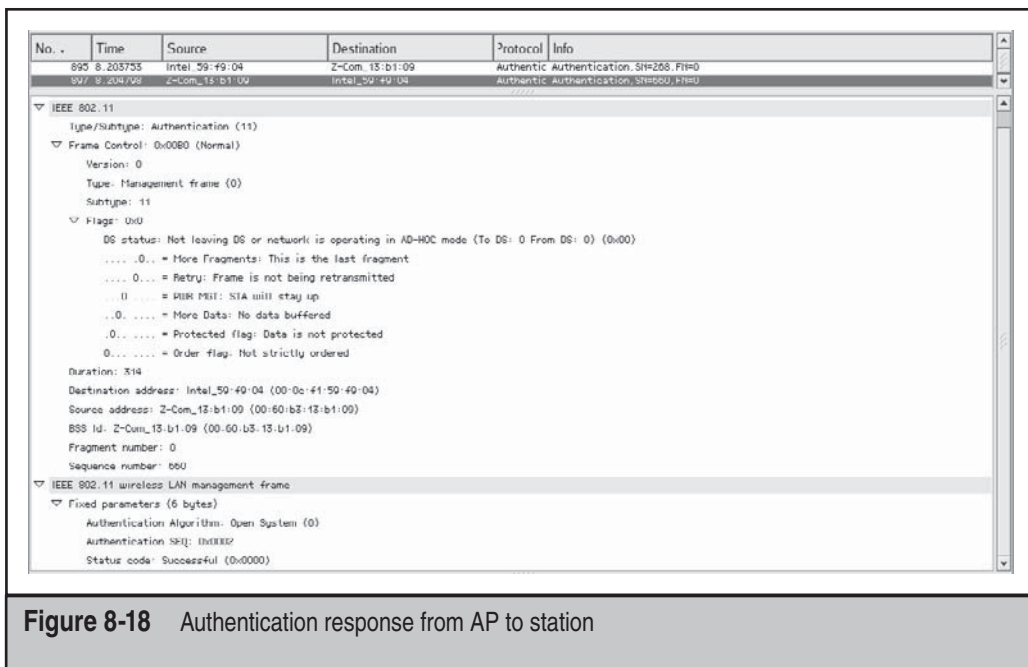 No. Time Source Destination Protocol Info
895 8.203753 Intel_59:f9:04 Z-Com_13:b1:09 Authentic Authentication,SN=268,FN=0
897 8.204798 Z-Com_13:b1:09 Intel_59:f9:04 Authentic Authentication,SN=660,FN=0
IEEE 802.11
Type/Subtype: Authentication (11)
Frame Control: 0x00B0 (Normal)
Version: 0
Type: Management frame (0)
Subtype: 11
Flags: 0x0
DS status: Not leaving DS or network is operating in AD-HOC mode (To DS: 0 From DS: 0) (0x00)
.... .0.. = More Fragments: This is the last fragment
.... 0... = Retry: Frame is not being retransmitted
...0 .... = PWR MGT: STA will stay up
..0. .... = More Data: No data buffered
.0.. .... = Protected flag: Data is not protected
0... .... = Order flag: Not strictly ordered
Duration: 314
Destination address: Intel_59:f9:04 (00:0c:f1:59:f9:04)
Source address: Z-Com_13:b1:09 (00:60:b3:13:b1:09)
BSS Id: Z-Com_13:b1:09 (00:60:b3:13:b1:09)
Fragment number: 0
Sequence number: 660
IEEE 802.11 wireless LAN management frame
Fixed parameters (6 bytes)
Authentication Algorithm: Open System (0)
Authentication SEQ: 0x0002
Status code: Successful (0x0000)
Figure 8-18 Authentication response from AP to station